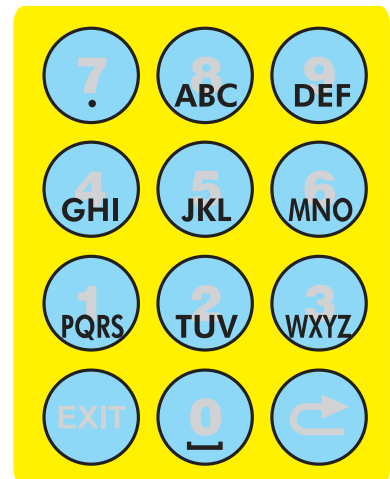 7 8 9
. ABC DEF
4 5 6
GHI JKL MNO
1 2 3
PQRS TUV WXYZ
EXIT 0